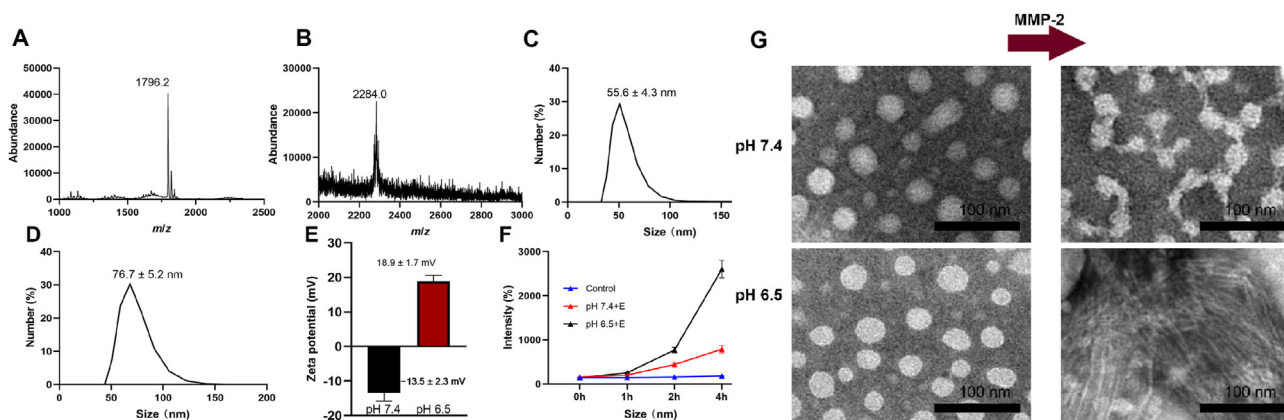 MMP-2
A
B
C
G
50000
40000
30000
20000
10000
0
Abundance
1796.2
1000
1500
2000
2500
m/z
30000
20000
10000
0
Abundance
2284.0
2000
2200
2400
2600
2800
3000
m/z
40
30
20
10
0
Number (%)
55.6 ± 4.3 nm
0
50
100
150
Size (nm)
pH 7.4
100 nm
100 nm
D
E
F
40
30
20
10
0
Number (%)
76.7 ± 5.2 nm
0
50
100
150
200
Size (nm)
30
20
10
0
-10
-20
Zeta potential (mV)
18.9 ± 1.7 mV
−13.5 ± 2.3 mV
pH 7.4 pH 6.5
3000
2000
1000
0
Intensity (%)
Control
pH 7.4+E
pH 6.5+E
0h
1h
2h
4h
Size (nm)
pH 6.5
100 nm
100 nm